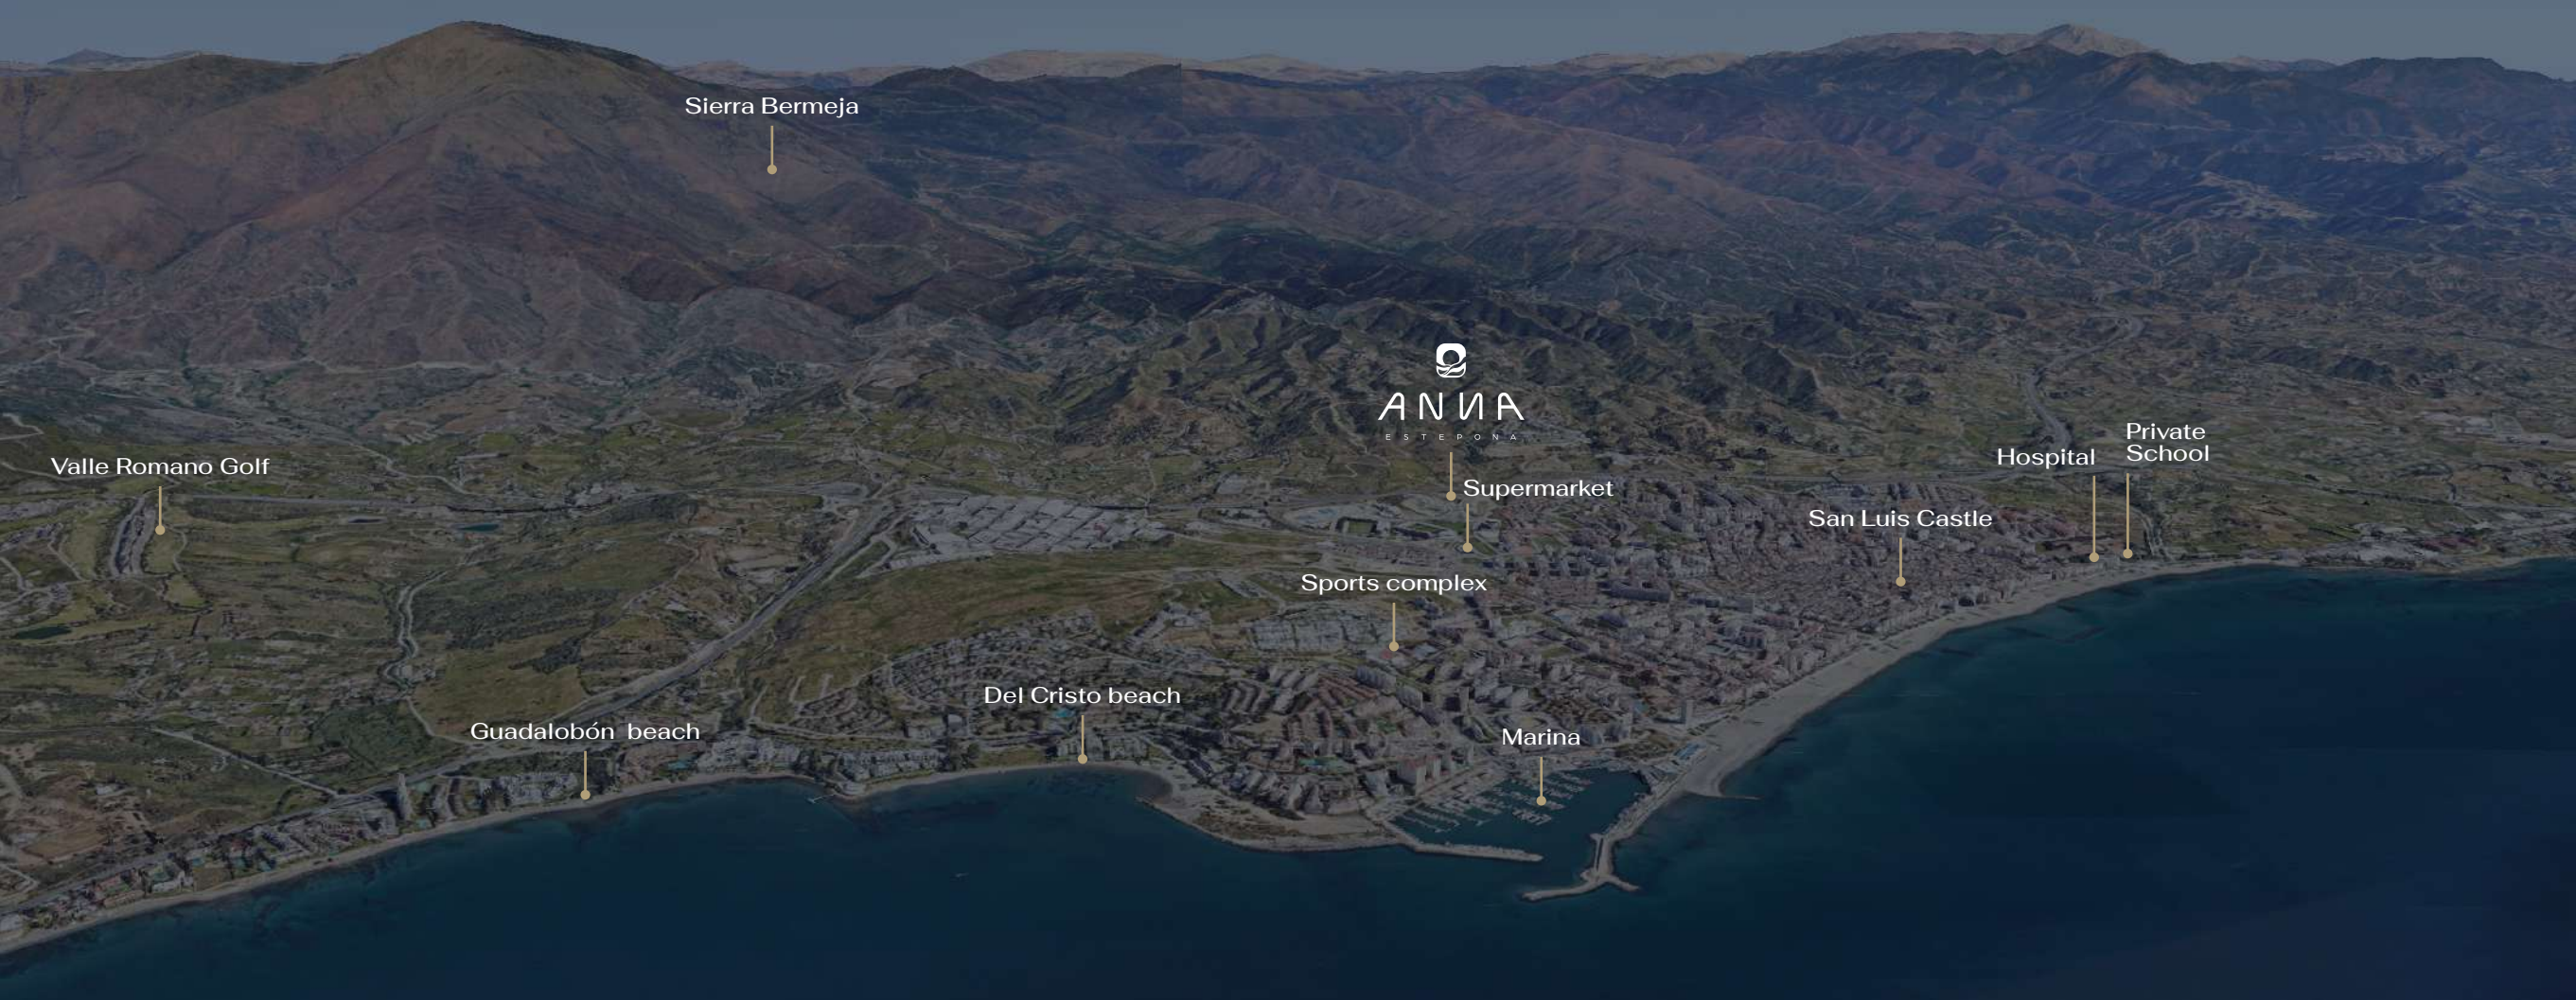 Sierra Bermeja
ANNA
ESTEPONA
Private
School
Hospital
Valle Romano Golf
Supermarket
San Luis Castle
Sports complex
Del Cristo beach
Guadalobón  beach
Marina